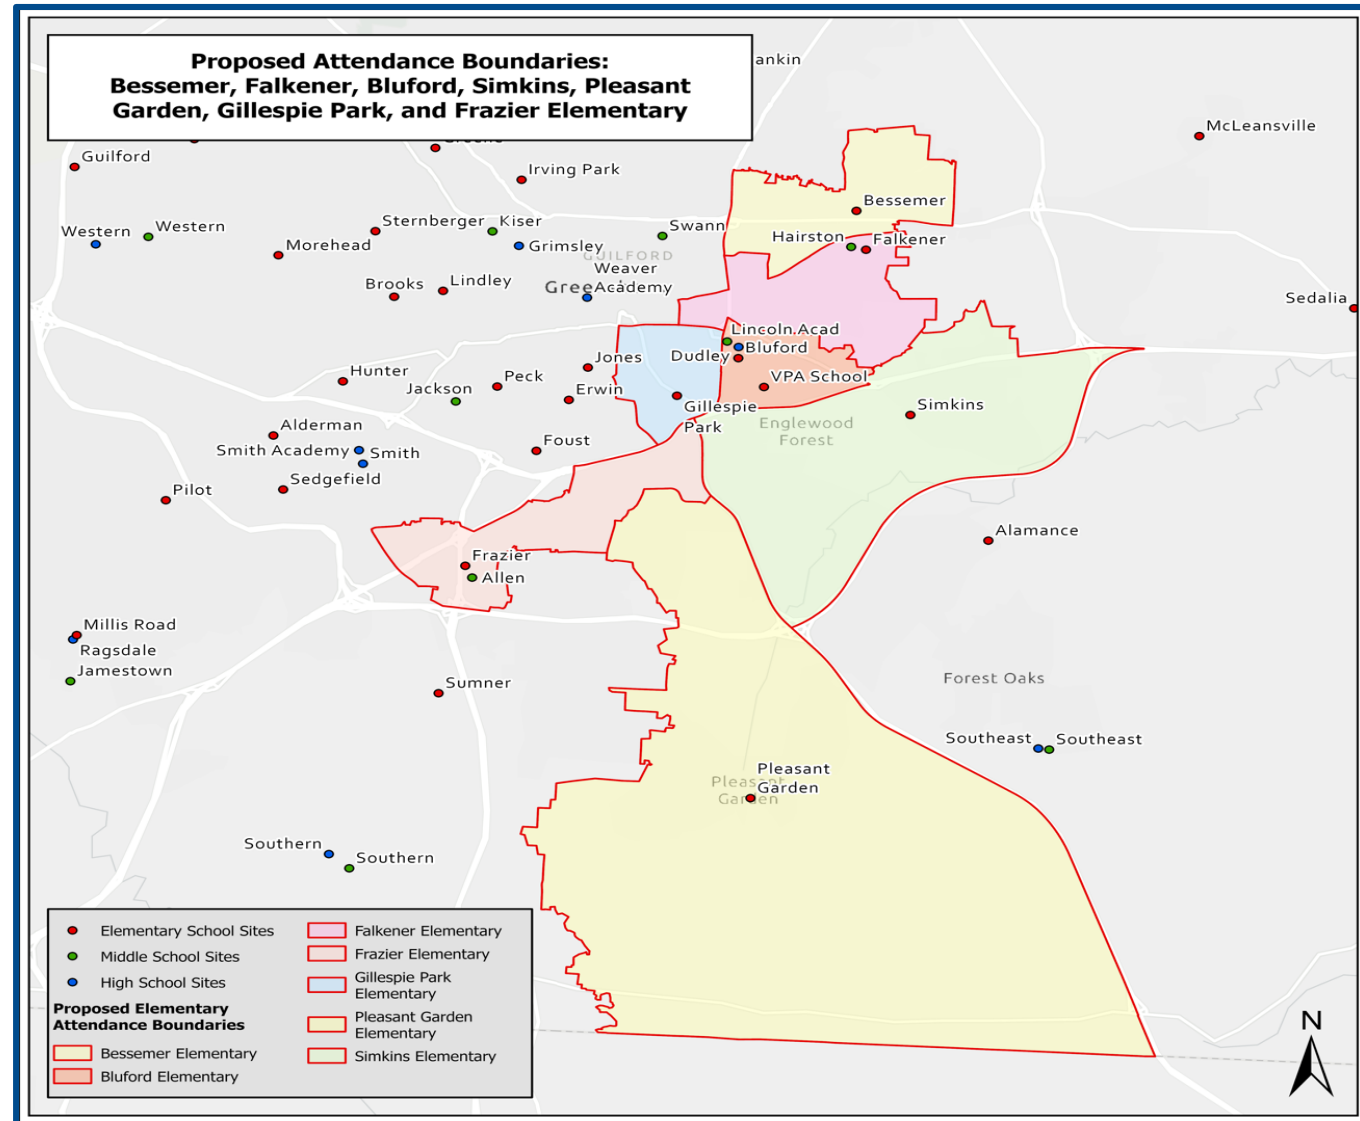 Proposed Attendance Boundaries:
Bessemer, Falkener, Bluford, Simkins, Pleasant
Garden, Gillespie Park, and Frazier Elementary
McLeansville
Guilford
Irving Park
Bessemer
Western
Western
Sternberger
Kiser
Swann
Hairston
Falkener
Morehead
Grimsley
GUILFORD
Weaver
Academy
Brooks
Lindley
Sedalia
Lincoln Acad
Bluford
Dudley
Jones
VPA School
Hunter
Jackson
Peck
Erwin
Gillespie
Park
Simkins
Englewood
Forest
Alderman
Smith Academy
Smith
Foust
Sedgefield
Pilot
Alamance
Frazier
Allen
Millis Road
Ragsdale
Jamestown
Sumner
Forest Oaks
Southeast
Southeast
Pleasant
Garden
Pleasant
Garden
Southern
Southern
Elementary School Sites
Middle School Sites
High School Sites
Proposed Elementary
Attendance Boundaries
Bessemer Elementary
Bluford Elementary
Falkener Elementary
Frazier Elementary
Gillespie Park
Elementary
Pleasant Garden
Elementary
Simkins Elementary
N